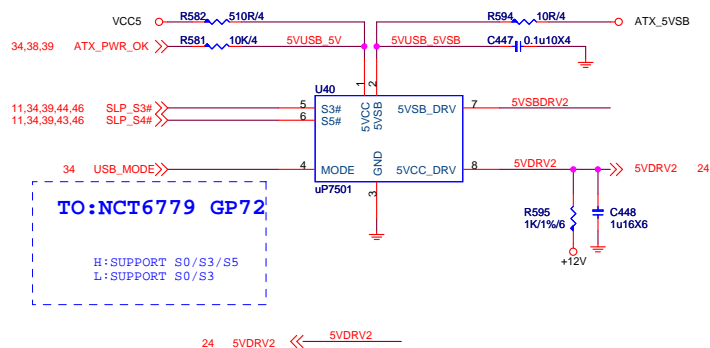 VCC5 R582 510R/4 R594 10R/4 ATX_5VSB
34,38,39 ATX_PWR_OK R581 10K/4 5VUSB_5V 5VUSB_5VSB C447 0.1u10X4
1 2
U40
11,34,39,44,46 SLP_S3# 5 S3# 5VCC 5VSB 5VSB_DRV 7 5VSBDRV2
11,34,39,43,46 SLP_S4# 6 S5#
34 USB_MODE 4 MODE GND 5VCC_DRV 8 5VDRV2 5VDRV2 24
uP7501 3
TO:NCT6779 GP72
R595 C448
1K/1%/6 1u16X6
H:SUPPORT S0/S3/S5
L:SUPPORT S0/S3
+12V
24 5VDRV2 5VDRV2